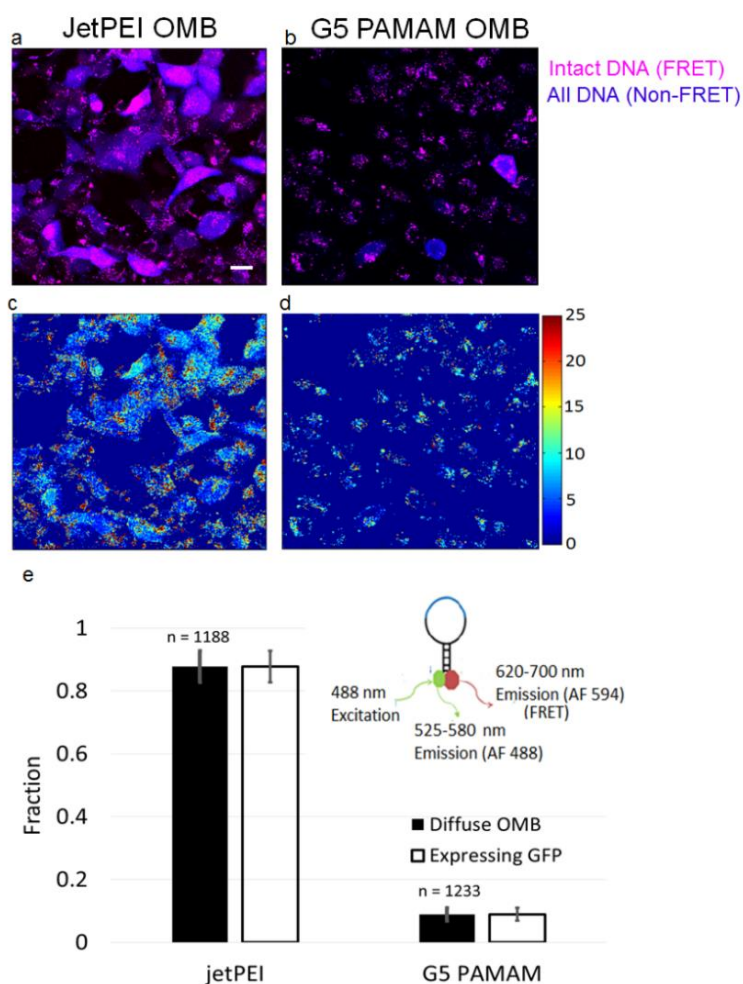 JetPEI OMB
G5 PAMAM OMB
a
b
Intact DNA (FRET)
All DNA (Non-FRET)
c
d
25
20
15
10
5
0
e
1
0.8
0.6
0.4
0.2
0
Fraction
n = 1188
488 nm
Excitation
620-700 nm
Emission (AF 594)
(FRET)
525-580 nm
Emission (AF 488)
Diffuse OMB
Expressing GFP
n = 1233
jetPEI
G5 PAMAM